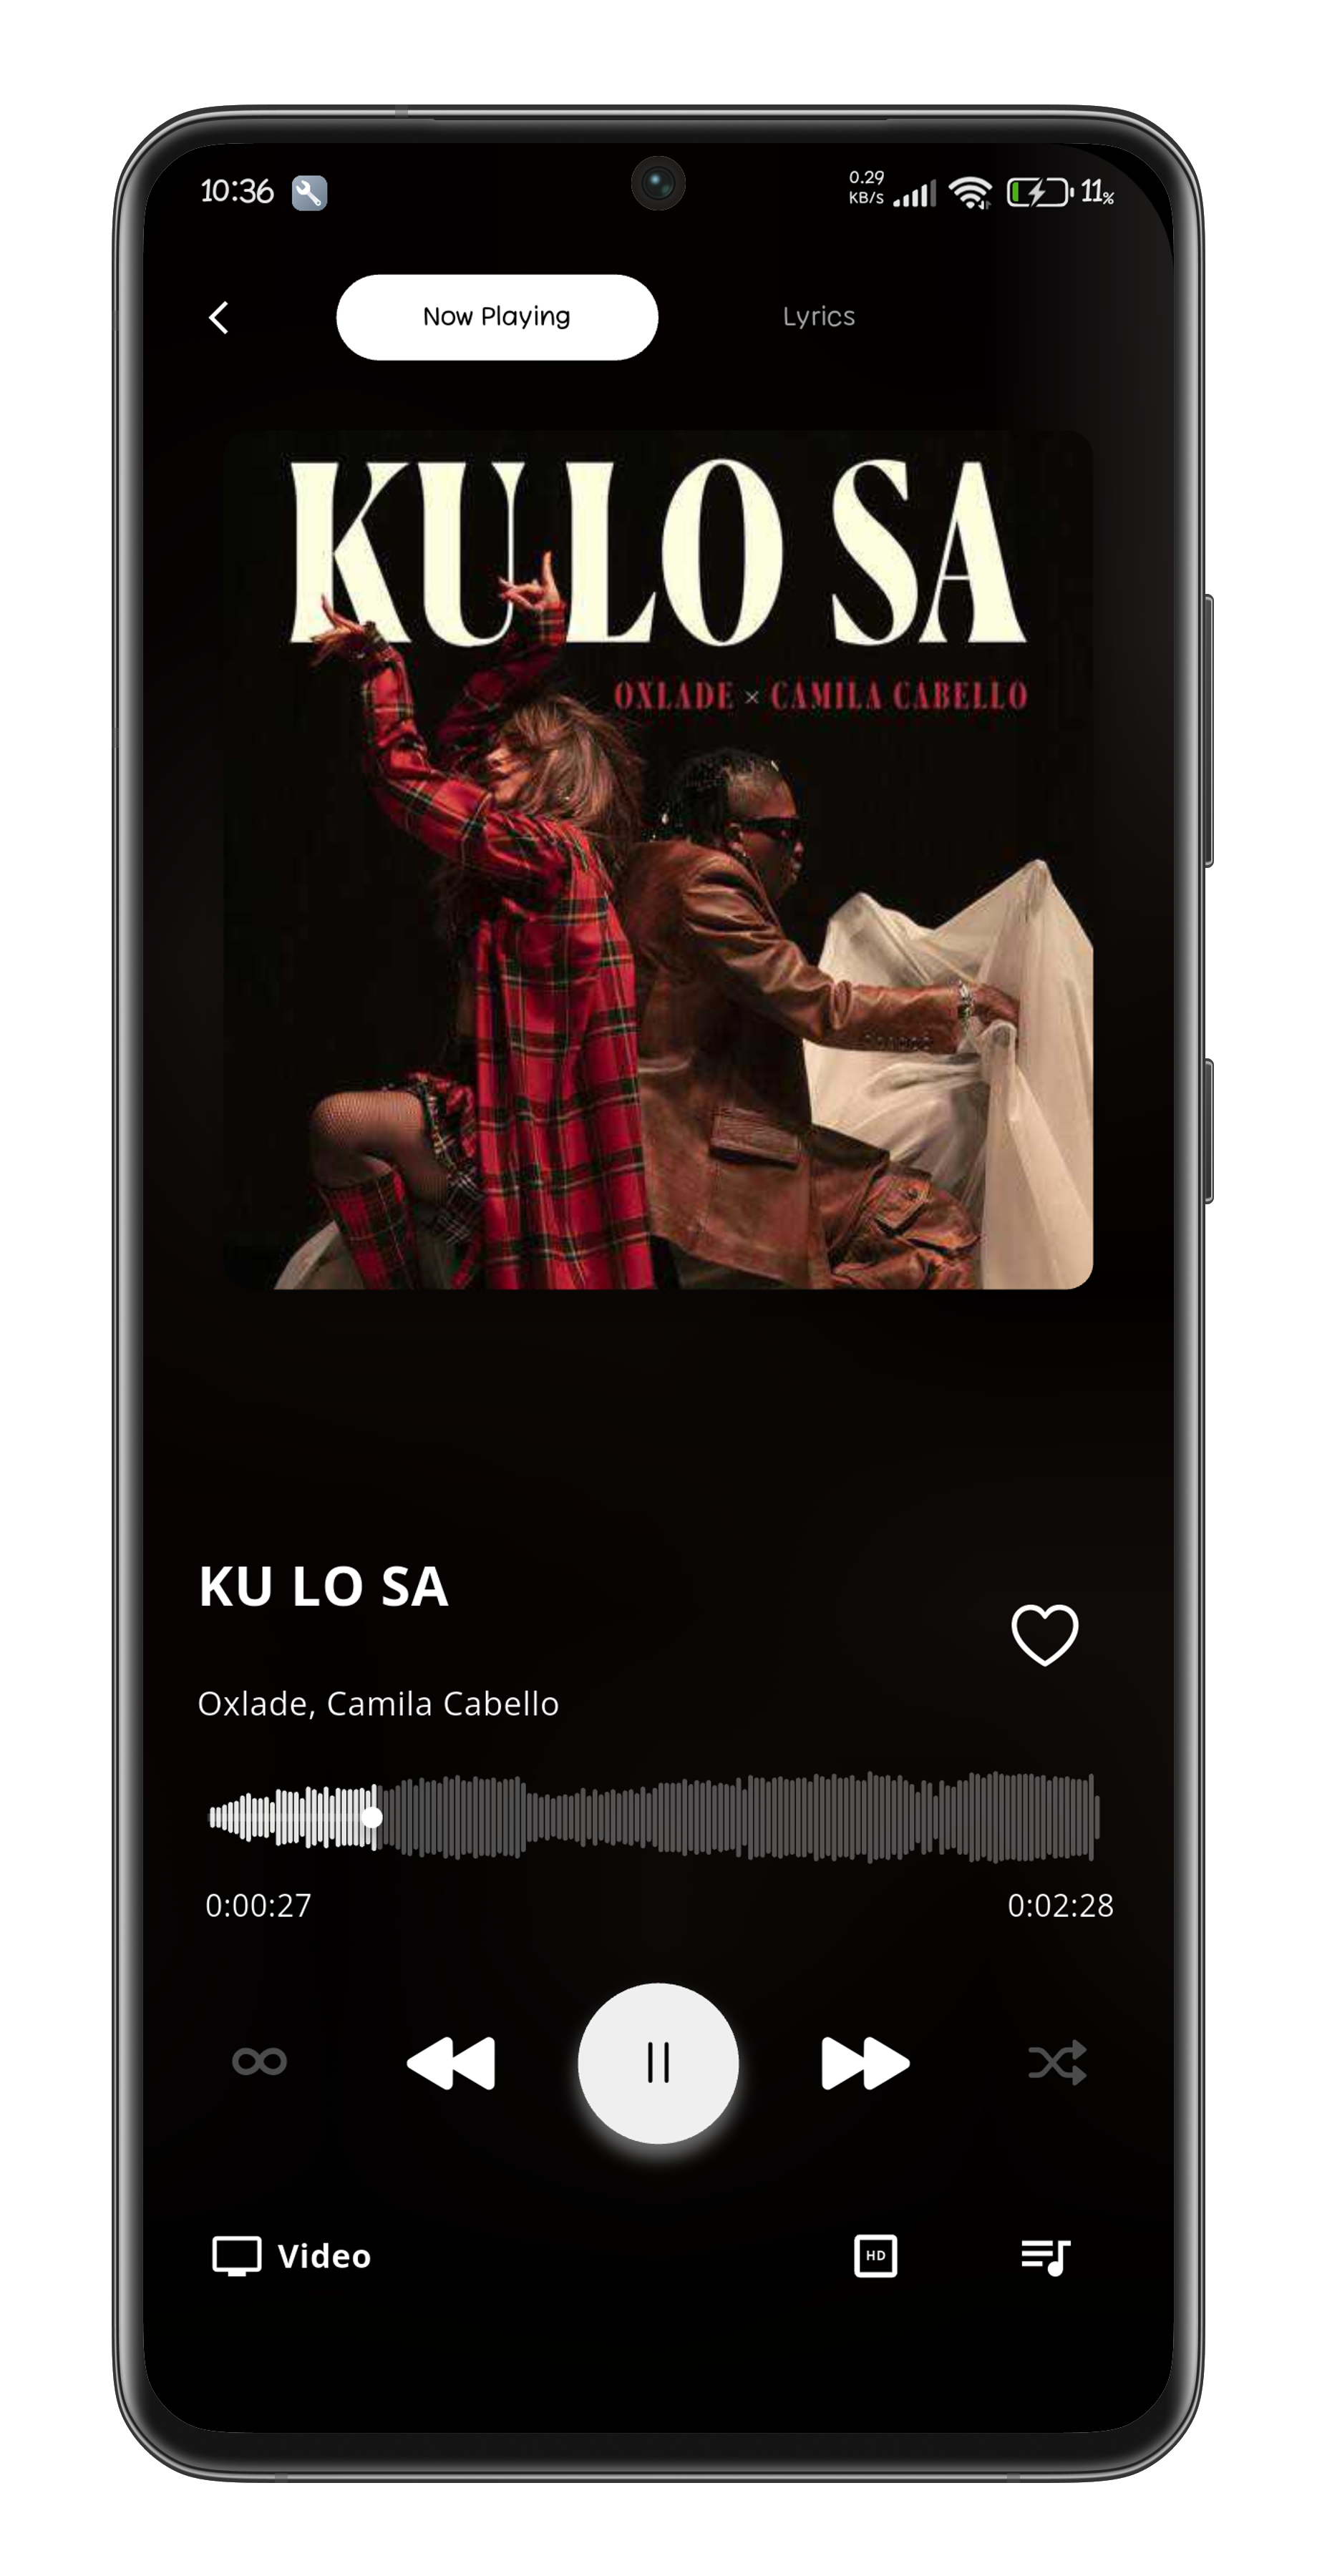 10:36
0.29
KB/S
11%
Now Playing
Lyrics
KU LO SA
OXLADE × CAMILA CABELLO
KU LO SA
Oxlade, Camila Cabello
0:00:27
0:02:28
Video
HD